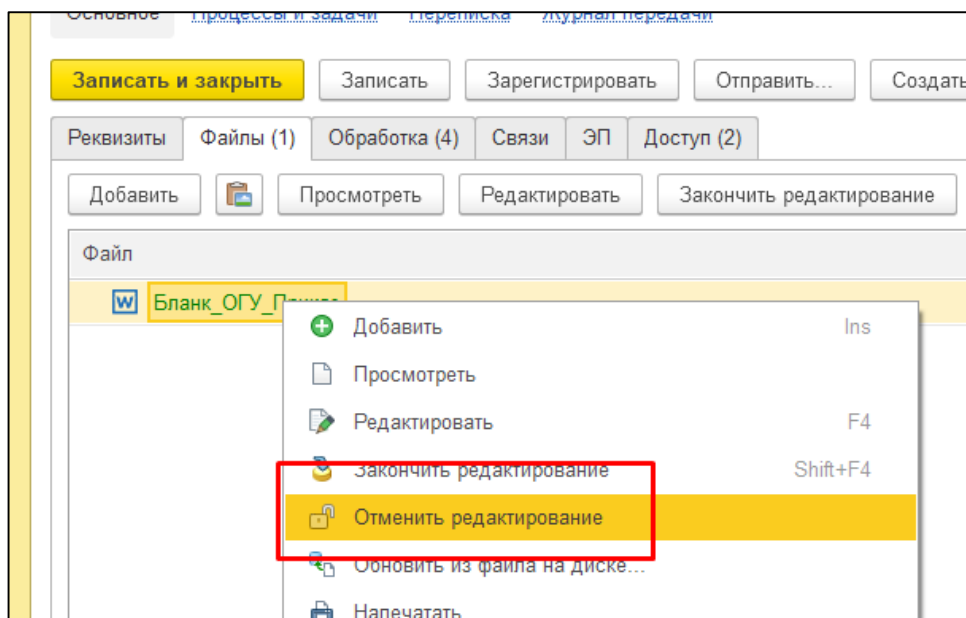 Основное Процессы и задачи Переписка Журнал передачи
Записать и закрыть Записать Зарегистрировать Отправить... Создать
Реквизиты Файлы (1) Обработка (4) Связи ЭП Доступ (2)
Добавить Просмотреть Редактировать Закончить редактирование
Файл
Бланк_ОГУ_
Добавить Ins
Просмотреть
Редактировать F4
Закончить редактирование Shift+F4
Отменить редактирование
Обновить из файла на диске...
Напечатать